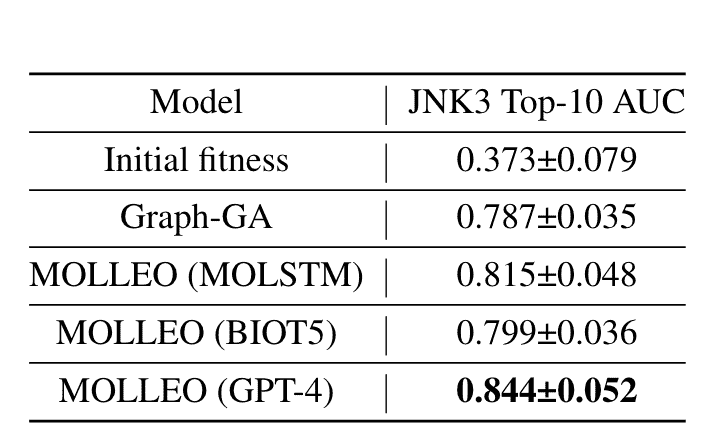 Model | JNK3 Top-10 AUC
Initial fitness | 0.373±0.079
Graph-GA | 0.787±0.035
MOLLEO (MOLSTM) | 0.815±0.048
MOLLEO (BIOT5) | 0.799±0.036
MOLLEO (GPT-4) | 0.844±0.052